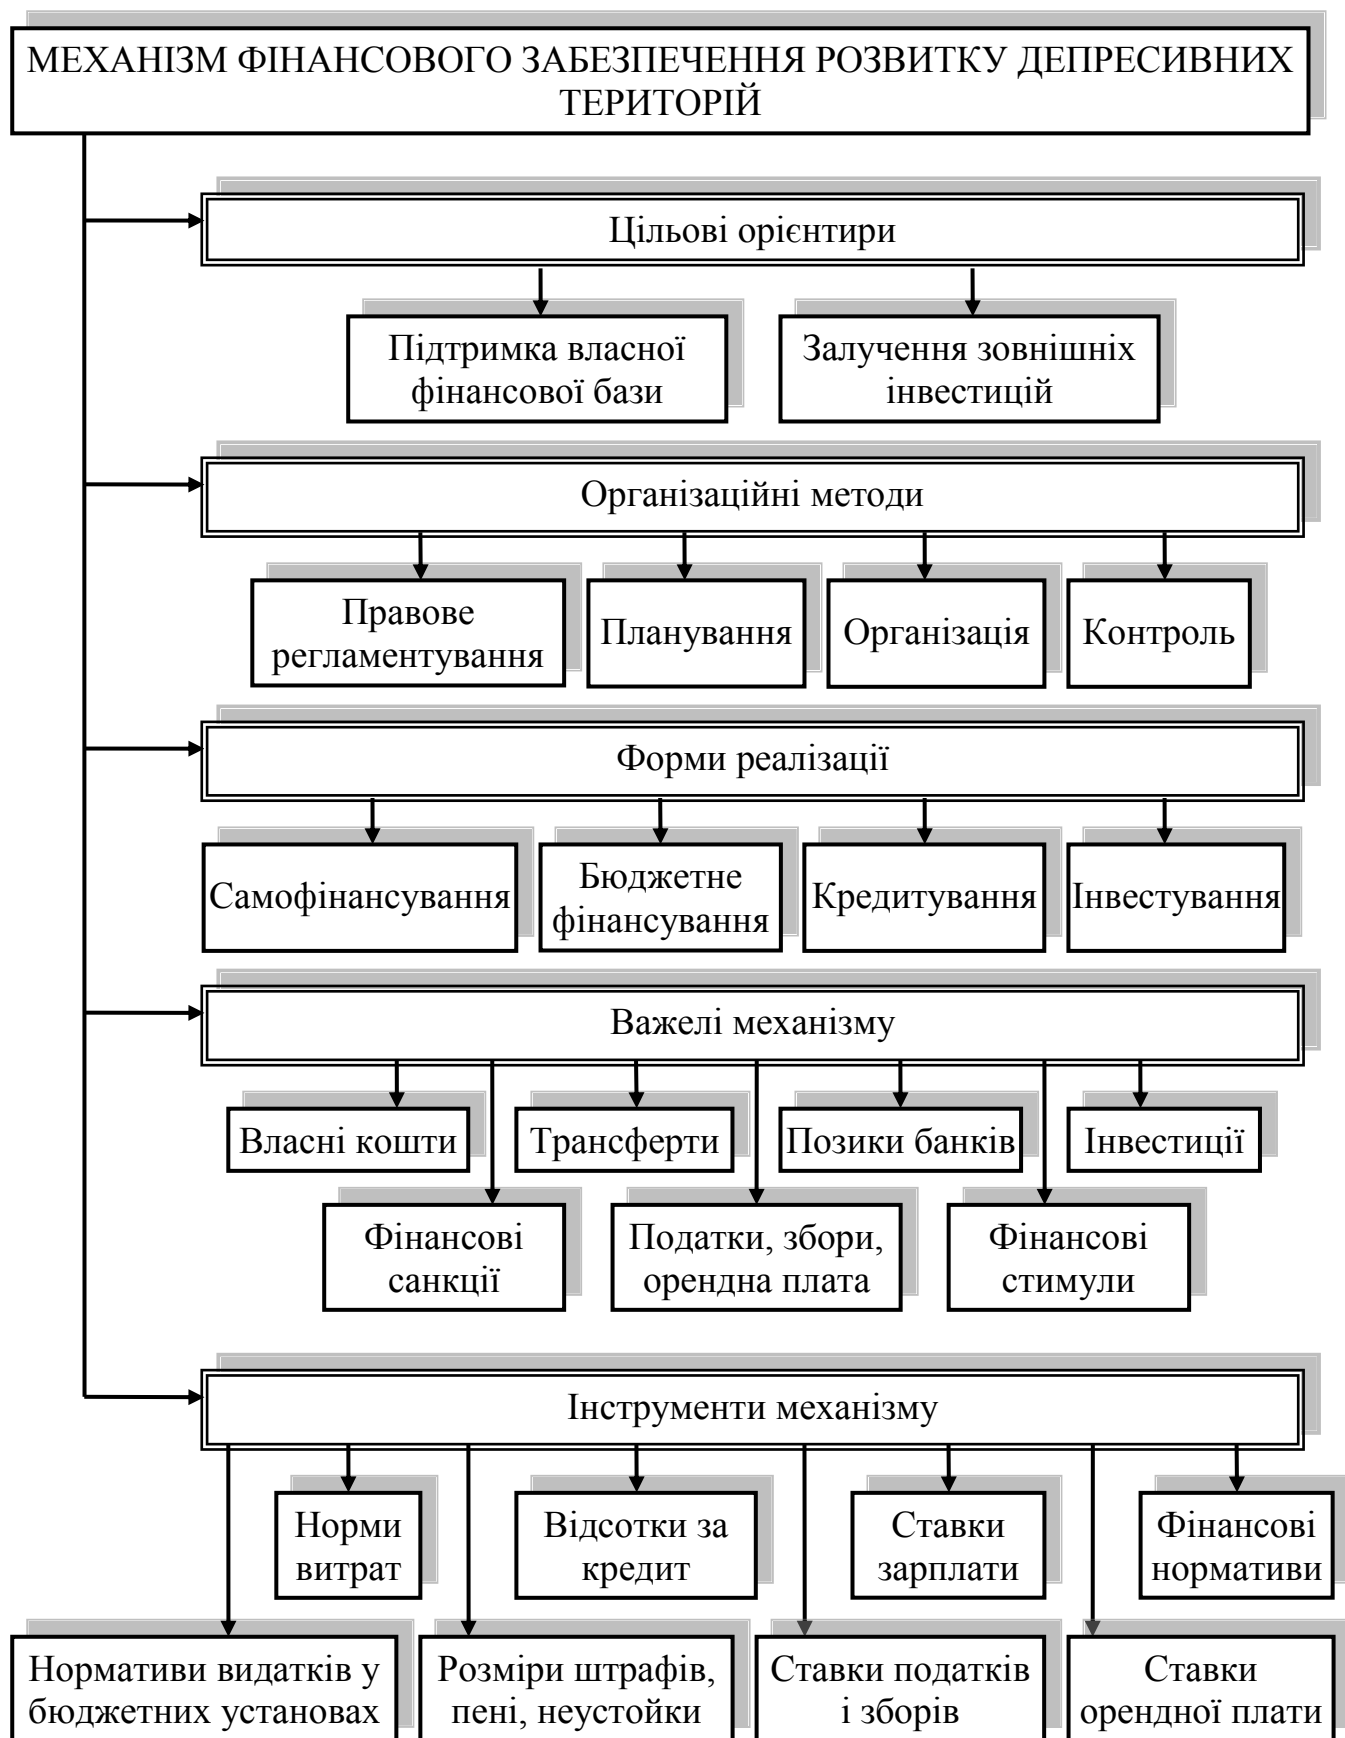 МЕХАНІЗМ ФІНАНСОВОГО ЗАБЕЗПЕЧЕННЯ РОЗВИТКУ ДЕПРЕСИВНИХ
ТЕРИТОРІЙ
Цільові орієнтири
Підтримка власної
фінансової бази
Залучення зовнішніх
інвестицій
Організаційні методи
Правове
регламентування
Планування
Організація
Контроль
Форми реалізації
Самофінансування
Бюджетне
фінансування
Кредитування
Інвестування
Важелі механізму
Власні кошти
Трансферти
Позики банків
Інвестиції
Фінансові
санкції
Податки, збори,
орендна плата
Фінансові
стимули
Інструменти механізму
Норми
витрат
Відсотки за
кредит
Ставки
зарплати
Фінансові
нормативи
Нормативи видатків у
бюджетних установах
Розміри штрафів,
пені, неустойки
Ставки податків
і зборів
Ставки
орендної плати